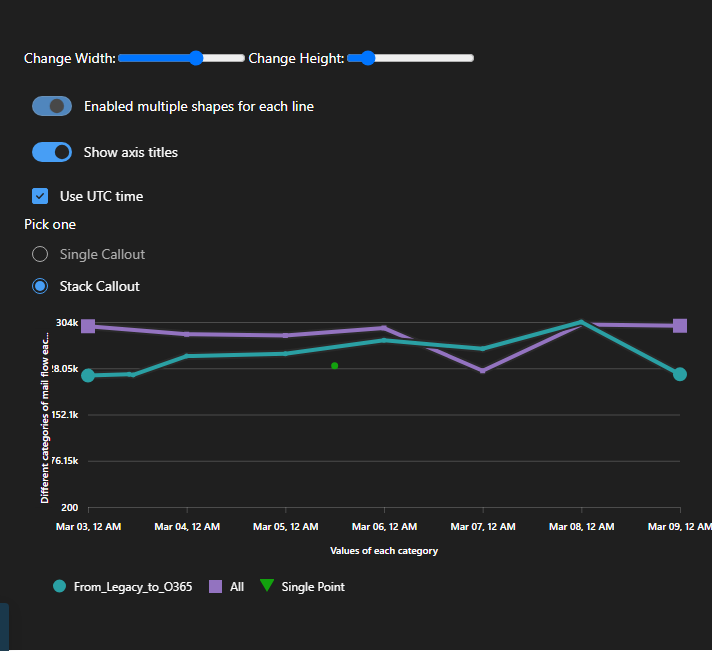 Change Width: Change Height:
Enabled multiple shapes for each line
Show axis titles
Use UTC time
Pick one
Single Callout
Stack Callout
304k
8.05k
152.1k
76.15k
200
Different categories of mail flow eac...
Mar 03, 12 AM Mar 04, 12 AM Mar 05, 12 AM Mar 06, 12 AM Mar 07, 12 AM Mar 08, 12 AM Mar 09, 12 AM
Values of each category
From_Legacy_to_O365 All Single Point